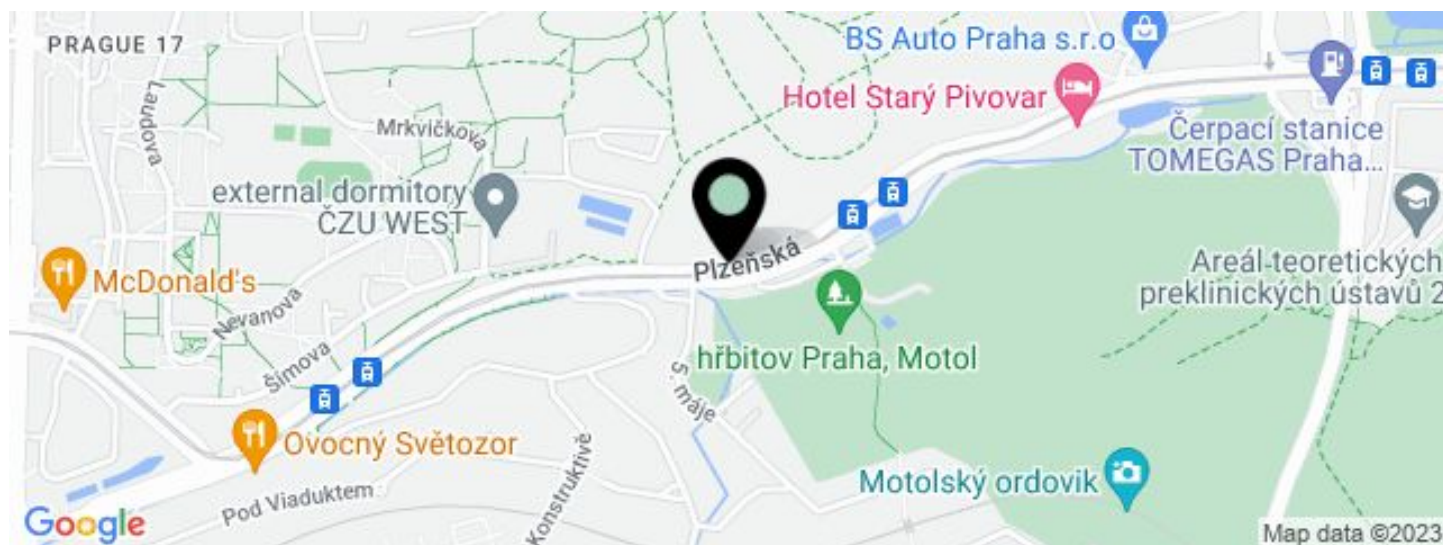 PRAGUE 17
BS Auto Praha s.r.o
Laudova
Mrkvičkova
Hotel Starý Pivovar
Čerpací stanice
TOMEGAS Praha...
external dormitory
ČZU WEST
Plzeňská
McDonald's
Nevanova
Areál teoretických
preklinických ústavů 2
Šímova
5. máje
hřbitov Praha, Motol
Ovocný Světozor
Konstruktivě
Motolský ordovik
Pod Viaduktem
Google
Map data ©2023